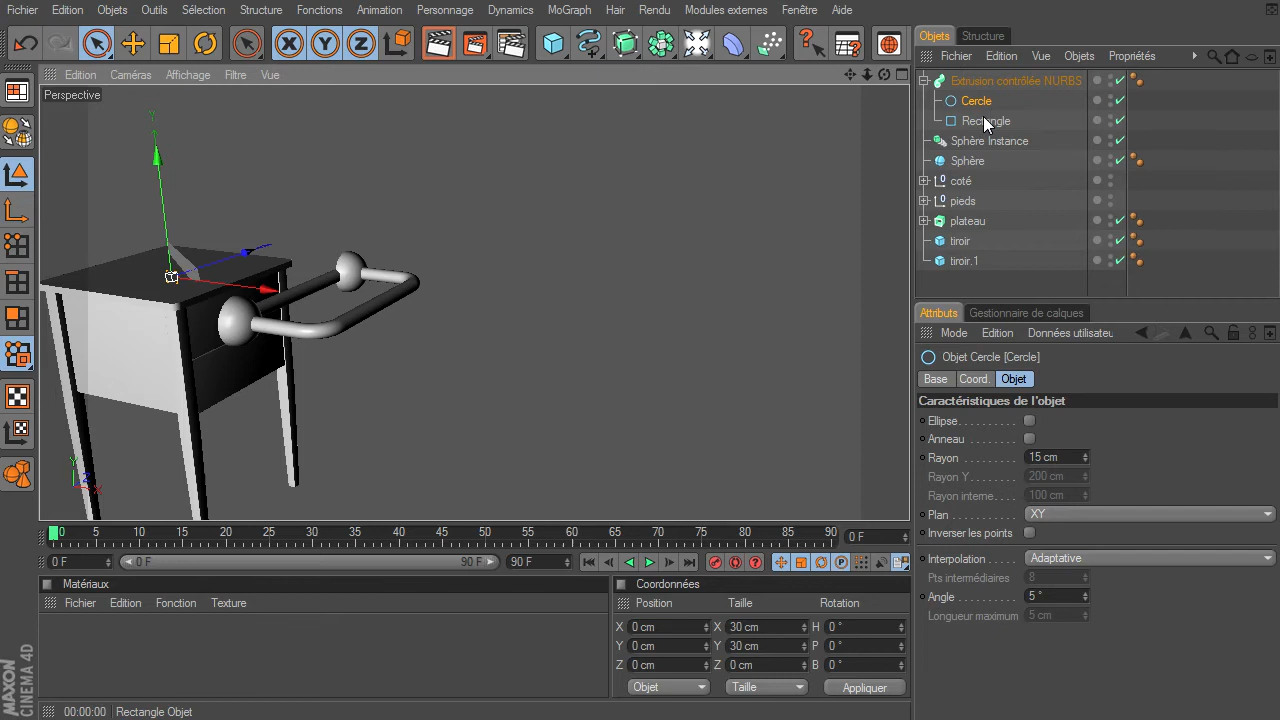 Fichier Edition Objets Outils Sélection Structure Fonctions Animation Personnage Dynamics MoGraph Hair Rendu Modules externes Fenêtre Aide
Objets Structure
Fichier Edition Vue Objets Propriétés
Edition Caméras Affichage Filtre Vue
Perspective
Extrusion contrôlée NURBS
Cercle
Rectangle
Sphère Instance
Sphère
coté
pieds
plateau
tiroir
tiroir.1
Y
Y
Z
X
Attributs Gestionnaire de calques
Mode Edition Données utilisateu
Objet Cercle [Cercle]
Base Coord. Objet
Caractéristiques de l'objet
Ellipse
Anneau
Rayon 15 cm
Rayon Y 200 cm
Rayon interne 100 cm
Plan XY
Inverser les points
Interpolation Adaptative
Pts intermédiaires 8
Angle 5 °
Longueur maximum 5 cm
0 5 10 15 20 25 30 35 40 45 50 55 60 65 70 75 80 85 90 0 F
0 F 0 F 90 F 90 F
Matériaux
Fichier Edition Fonction Texture
Coordonnées
Position Taille Rotation
X 0 cm X 30 cm H 0 °
Y 0 cm Y 30 cm P 0 °
Z 0 cm Z 0 cm B 0 °
Objet Taille Appliquer
MAXON
CINEMA 4D
00:00:00 Rectangle Objet